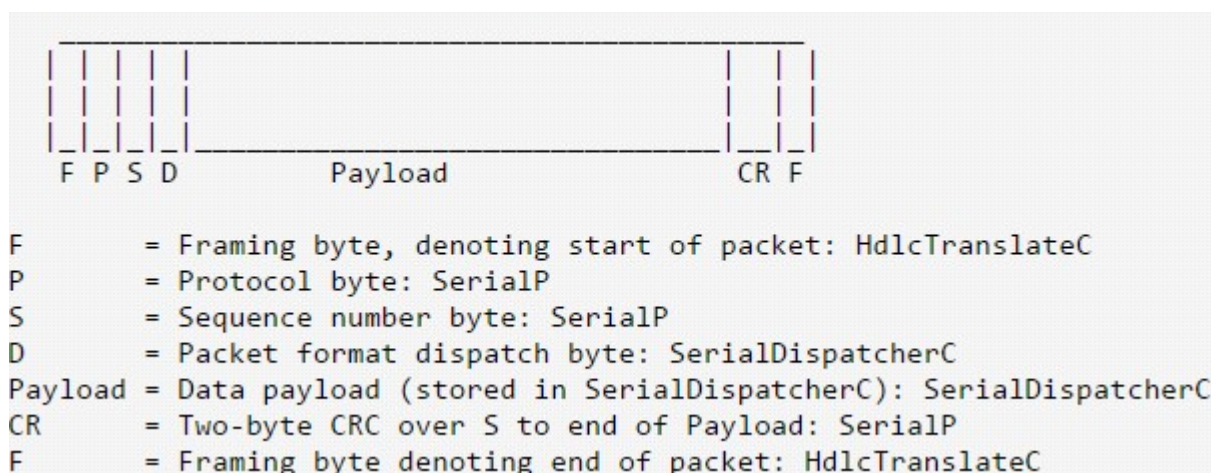 F P S D Payload CR F
F = Framing byte, denoting start of packet: HdlcTranslateC
P = Protocol byte: SerialP
S = Sequence number byte: SerialP
D = Packet format dispatch byte: SerialDispatcherC
Payload = Data payload (stored in SerialDispatcherC): SerialDispatcherC
CR = Two-byte CRC over S to end of Payload: SerialP
F = Framing byte denoting end of packet: HdlcTranslateC